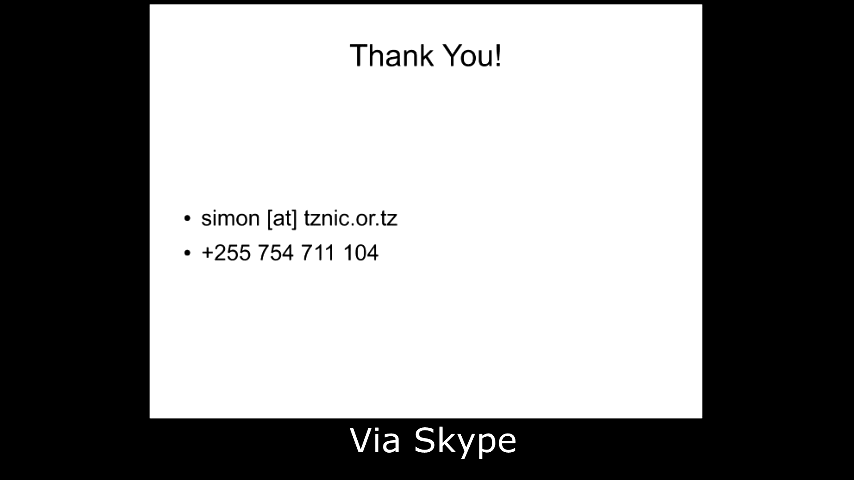 Thank You!
• simon [at] tznic.or.tz
• +255 754 711 104
Via Skype